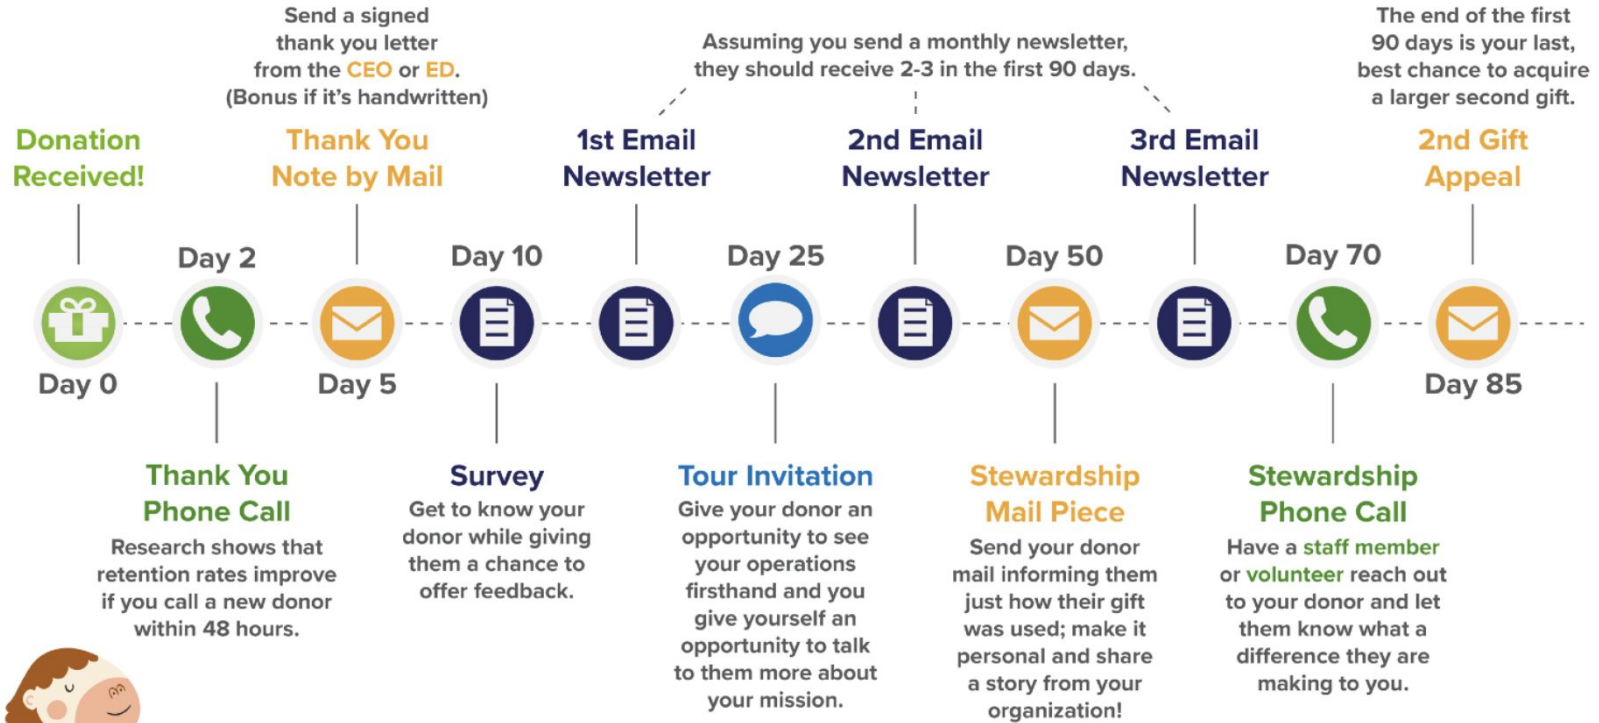 Send a signed
thank you letter
from the CEO or ED.
(Bonus if it's handwritten)
Assuming you send a monthly newsletter,
they should receive 2-3 in the first 90 days.
The end of the first
90 days is your last,
best chance to acquire
a larger second gift.
Donation
Received!
Thank You
Note by Mail
1st Email
Newsletter
2nd Email
Newsletter
3rd Email
Newsletter
2nd Gift
Appeal
Day 0
Day 2
Day 5
Day 10
Day 25
Day 50
Day 70
Day 85
Thank You
Phone Call
Research shows that
retention rates improve
if you call a new donor
within 48 hours.
Survey
Get to know your
donor while giving
them a chance to
offer feedback.
Tour Invitation
Give your donor an
opportunity to see
your operations
firsthand and you
give yourself an
opportunity to talk
to them more about
your mission.
Stewardship
Mail Piece
Send your donor
mail informing them
just how their gift
was used; make it
personal and share
a story from your
organization!
Stewardship
Phone Call
Have a staff member
or volunteer reach out
to your donor and let
them know what a
difference they are
making to you.